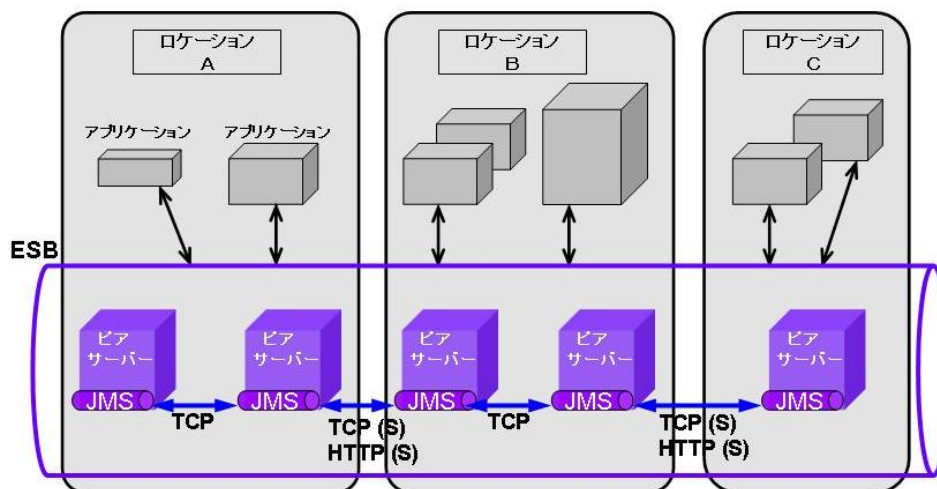 ロケーション
A
ロケーション
B
ロケーション
C
アプリケーション
アプリケーション
ESB
ピア
サーバー
JMS
ピア
サーバー
JMS
ピア
サーバー
JMS
ピア
サーバー
JMS
ピア
サーバー
JMS
TCP
TCP (S)
HTTP (S)
TCP
TCP (S)
HTTP (S)